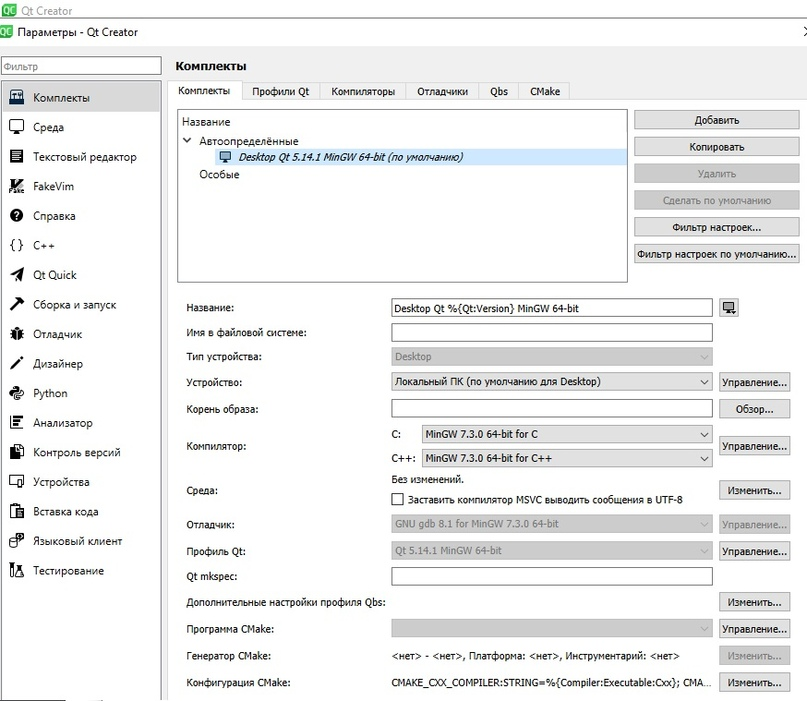 QC Qt Creator
QC Параметры - Qt Creator
Фильтр
Комплекты
Комплекты
Среда
Текстовый редактор
FakeVim
Справка
{} C++
Qt Quick
Сборка и запуск
Отладчик
Дизайнер
Python
Анализатор
Контроль версий
Устройства
Вставка кода
Языковый клиент
Тестирование
Комплекты Профили Qt Компиляторы Отладчики Qbs CMake
Название
Автоопределённые
Desktop Qt 5.14.1 MinGW 64-bit (по умолчанию)
Особые
Добавить
Копировать
Удалить
Сделать по умолчанию
Фильтр настроек...
Фильтр настроек по умолчанию...
Название: Desktop Qt %{Qt:Version} MinGW 64-bit
Имя в файловой системе:
Тип устройства: Desktop
Устройство: Локальный ПК (по умолчанию для Desktop) Управление...
Корень образа: Обзор...
Компилятор: C: MinGW 7.3.0 64-bit for C Управление...
C++: MinGW 7.3.0 64-bit for C++
Среда: Без изменений. Изменить...
Заставить компилятор MSVC выводить сообщения в UTF-8
Отладчик: GNU gdb 8.1 for MinGW 7.3.0 64-bit Управление...
Профиль Qt: Qt 5.14.1 MinGW 64-bit Управление...
Qt mkspec:
Дополнительные настройки профиля Qbs: Изменить...
Программа CMake: Управление...
Генератор CMake: <нет> - <нет>, Платформа: <нет>, Инструментарий: <нет> Изменить...
Конфигурация CMake: CMAKE_CXX_COMPILER:STRING=%{Compiler:Executable:Cxx}; CMA... Изменить...